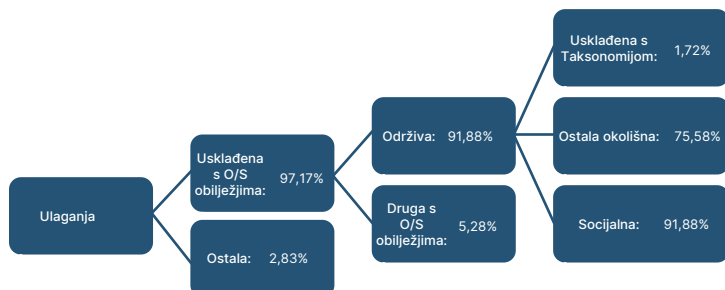 Ulaganja
Usklađena
s O/S
obilježjima: 97,17%
Ostala: 2,83%
Održiva: 91,88%
Druga s
O/S
obilježjima: 5,28%
Usklađena s
Taksonomijom: 1,72%
Ostala okolišna: 75,58%
Socijalna: 91,88%